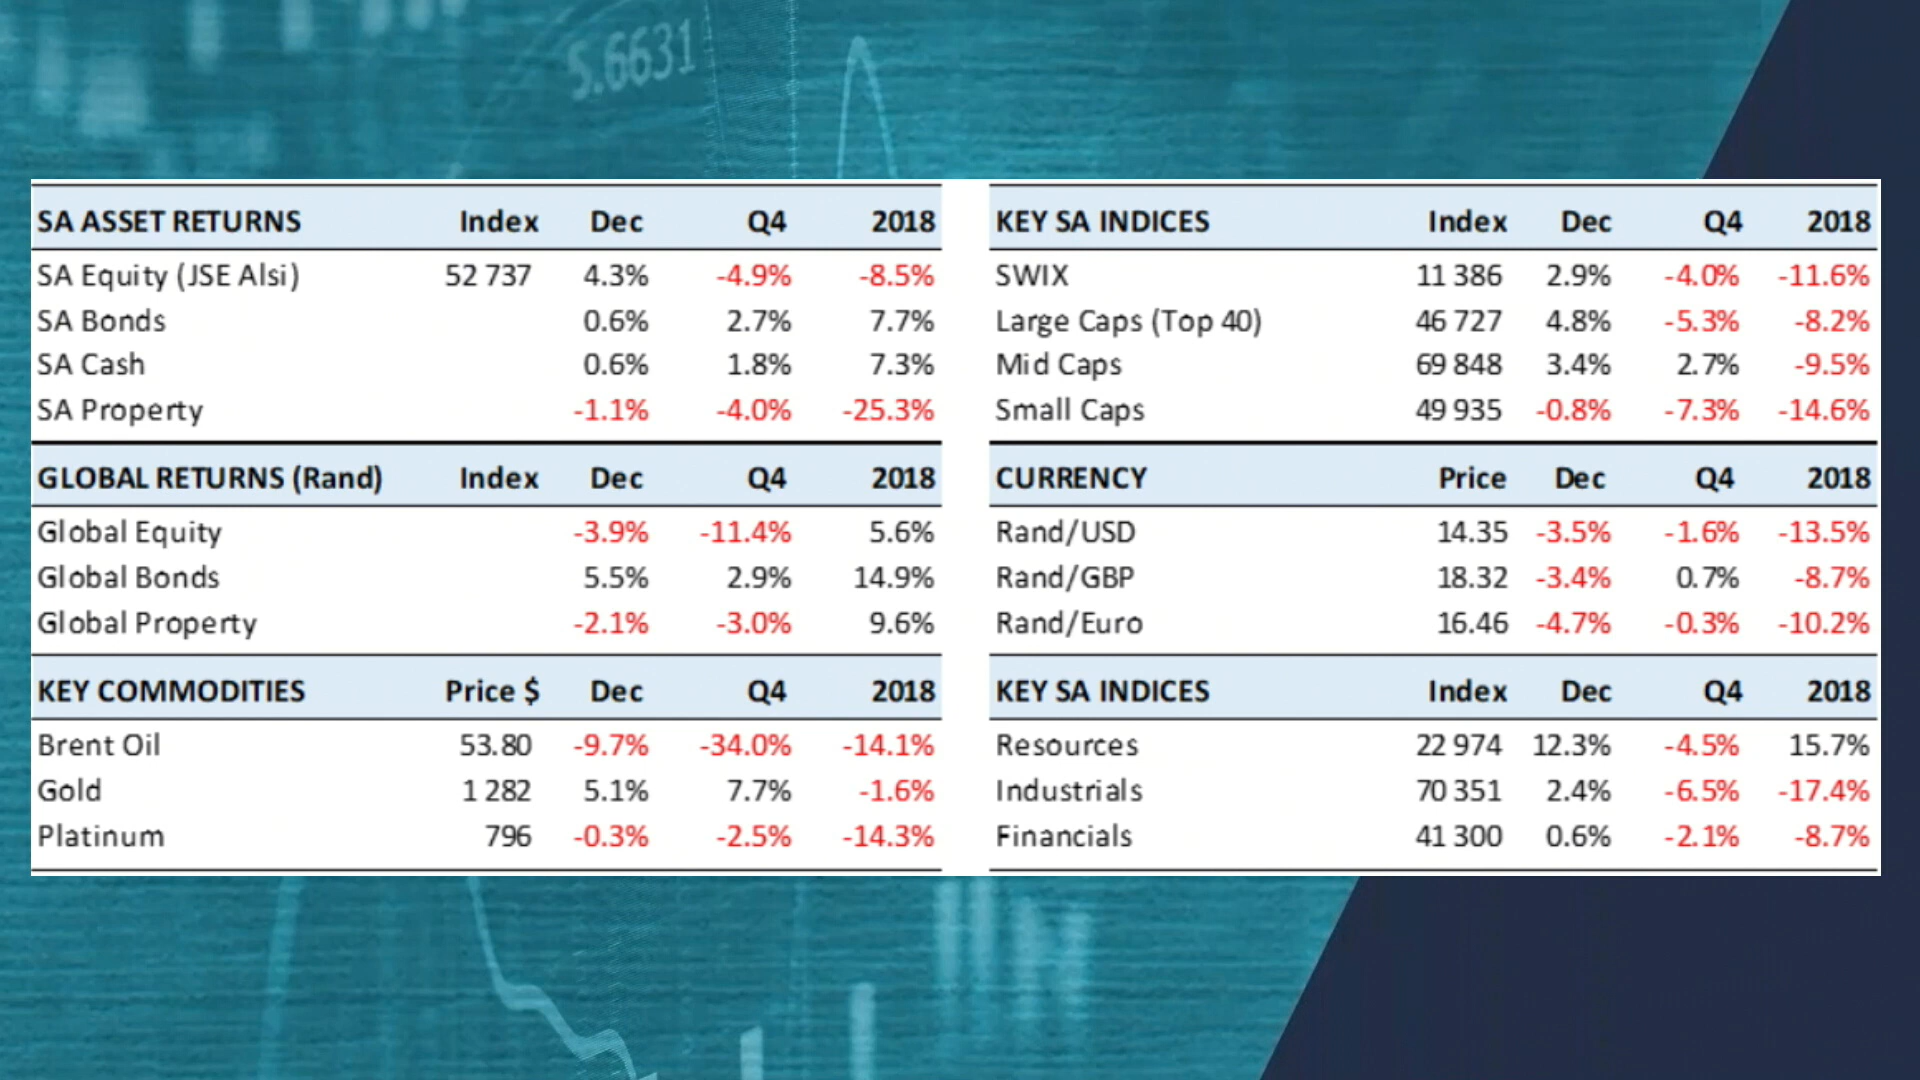 5.6631
SA ASSET RETURNS Index Dec Q4 2018
SA Equity (JSE Alsi) 52 737 4.3% -4.9% -8.5%
SA Bonds 0.6% 2.7% 7.7%
SA Cash 0.6% 1.8% 7.3%
SA Property -1.1% -4.0% -25.3%
GLOBAL RETURNS (Rand) Index Dec Q4 2018
Global Equity -3.9% -11.4% 5.6%
Global Bonds 5.5% 2.9% 14.9%
Global Property -2.1% -3.0% 9.6%
KEY COMMODITIES Price $ Dec Q4 2018
Brent Oil 53.80 -9.7% -34.0% -14.1%
Gold 1 282 5.1% 7.7% -1.6%
Platinum 796 -0.3% -2.5% -14.3%
KEY SA INDICES Index Dec Q4 2018
SWIX 11 386 2.9% -4.0% -11.6%
Large Caps (Top 40) 46 727 4.8% -5.3% -8.2%
Mid Caps 69 848 3.4% 2.7% -9.5%
Small Caps 49 935 -0.8% -7.3% -14.6%
CURRENCY Price Dec Q4 2018
Rand/USD 14.35 -3.5% -1.6% -13.5%
Rand/GBP 18.32 -3.4% 0.7% -8.7%
Rand/Euro 16.46 -4.7% -0.3% -10.2%
KEY SA INDICES Index Dec Q4 2018
Resources 22 974 12.3% -4.5% 15.7%
Industrials 70 351 2.4% -6.5% -17.4%
Financials 41 300 0.6% -2.1% -8.7%